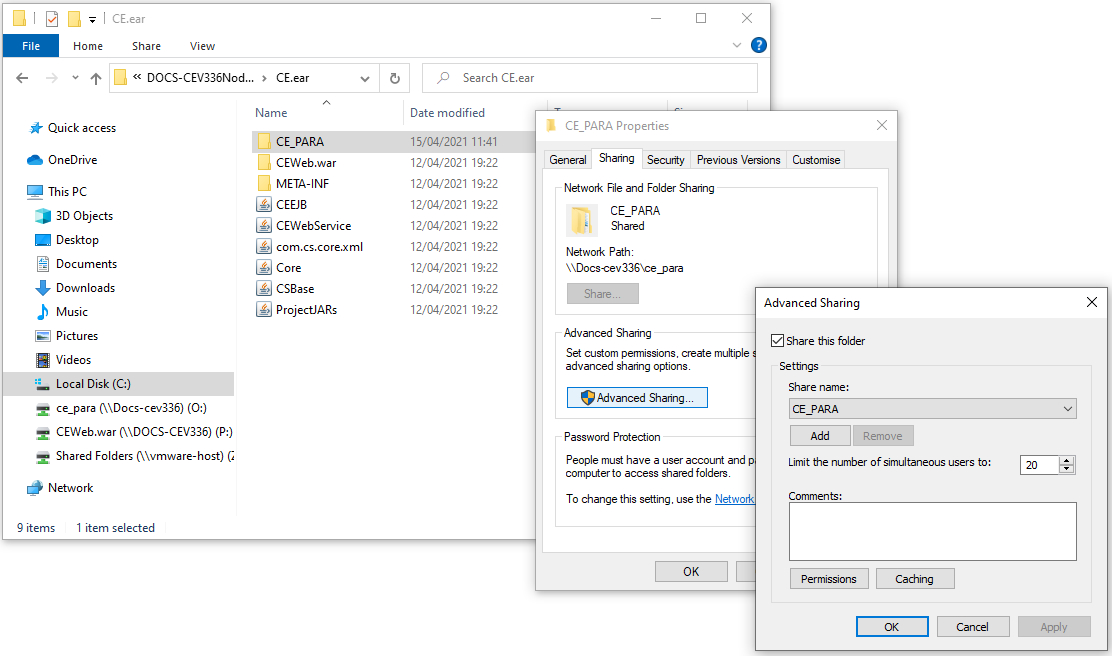 CE.ear
File Home Share View
« DOCS-CEV336Nod... › CE.ear
Search CE.ear
Name Date modified
Quick access
OneDrive
This PC
3D Objects
Desktop
Documents
Downloads
Music
Pictures
Videos
Local Disk (C:)
ce_para (\\Docs-cev336) (O:)
CEWeb.war (\\DOCS-CEV336) (P:)
Shared Folders (\\vmware-host) (Z
Network
CE_PARA 15/04/2021 11:41
CEWeb.war 12/04/2021 19:22
META-INF 12/04/2021 19:22
CEEJB 12/04/2021 19:22
CEWebService 12/04/2021 19:22
com.cs.core.xml 12/04/2021 19:22
Core 12/04/2021 19:22
CSBase 12/04/2021 19:22
ProjectJARs 12/04/2021 19:22
9 items 1 item selected
CE_PARA Properties
General Sharing Security Previous Versions Customise
Network File and Folder Sharing
CE_PARA
Shared
Network Path:
\\Docs-cev336\ce_para
Share...
Advanced Sharing
Set custom permissions, create multiple s
advanced sharing options.
Advanced Sharing...
Password Protection
People must have a user account and pa
computer to access shared folders.
To change this setting, use the Network
OK
Advanced Sharing
Share this folder
Settings
Share name:
CE_PARA
Add Remove
Limit the number of simultaneous users to: 20
Comments:
Permissions Caching
OK Cancel Apply